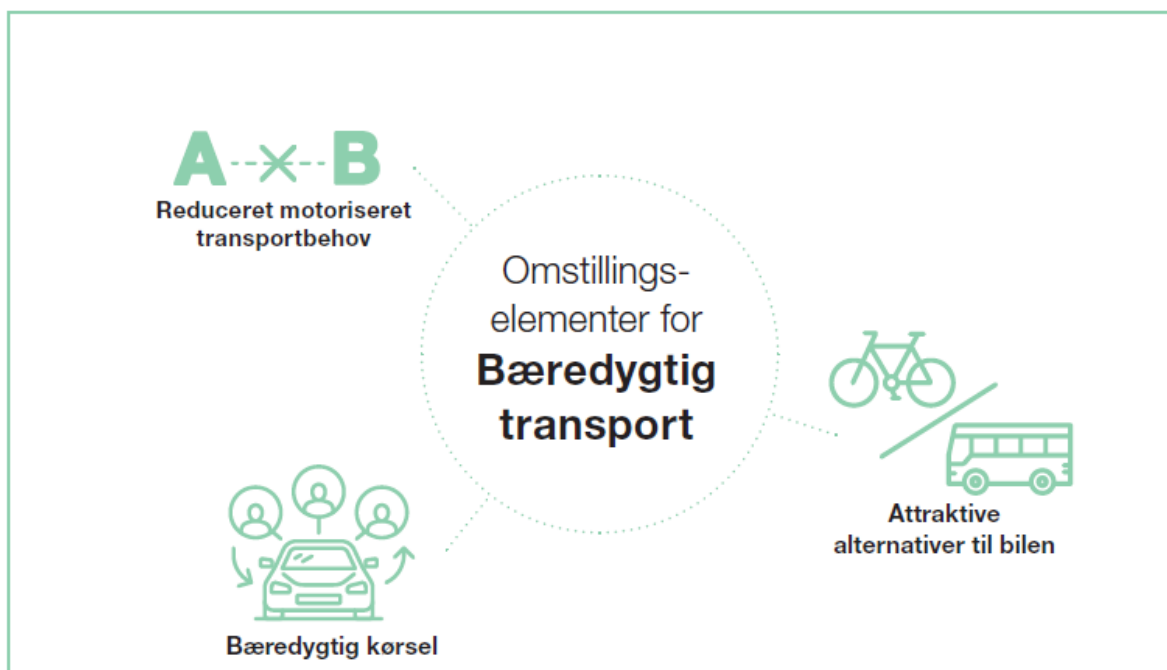 A B
Reduceret motoriseret
transportbehov
Omstillings-
elementer for
Bæredygtig
transport
Attraktive
alternativer til bilen
Bæredygtig kørsel